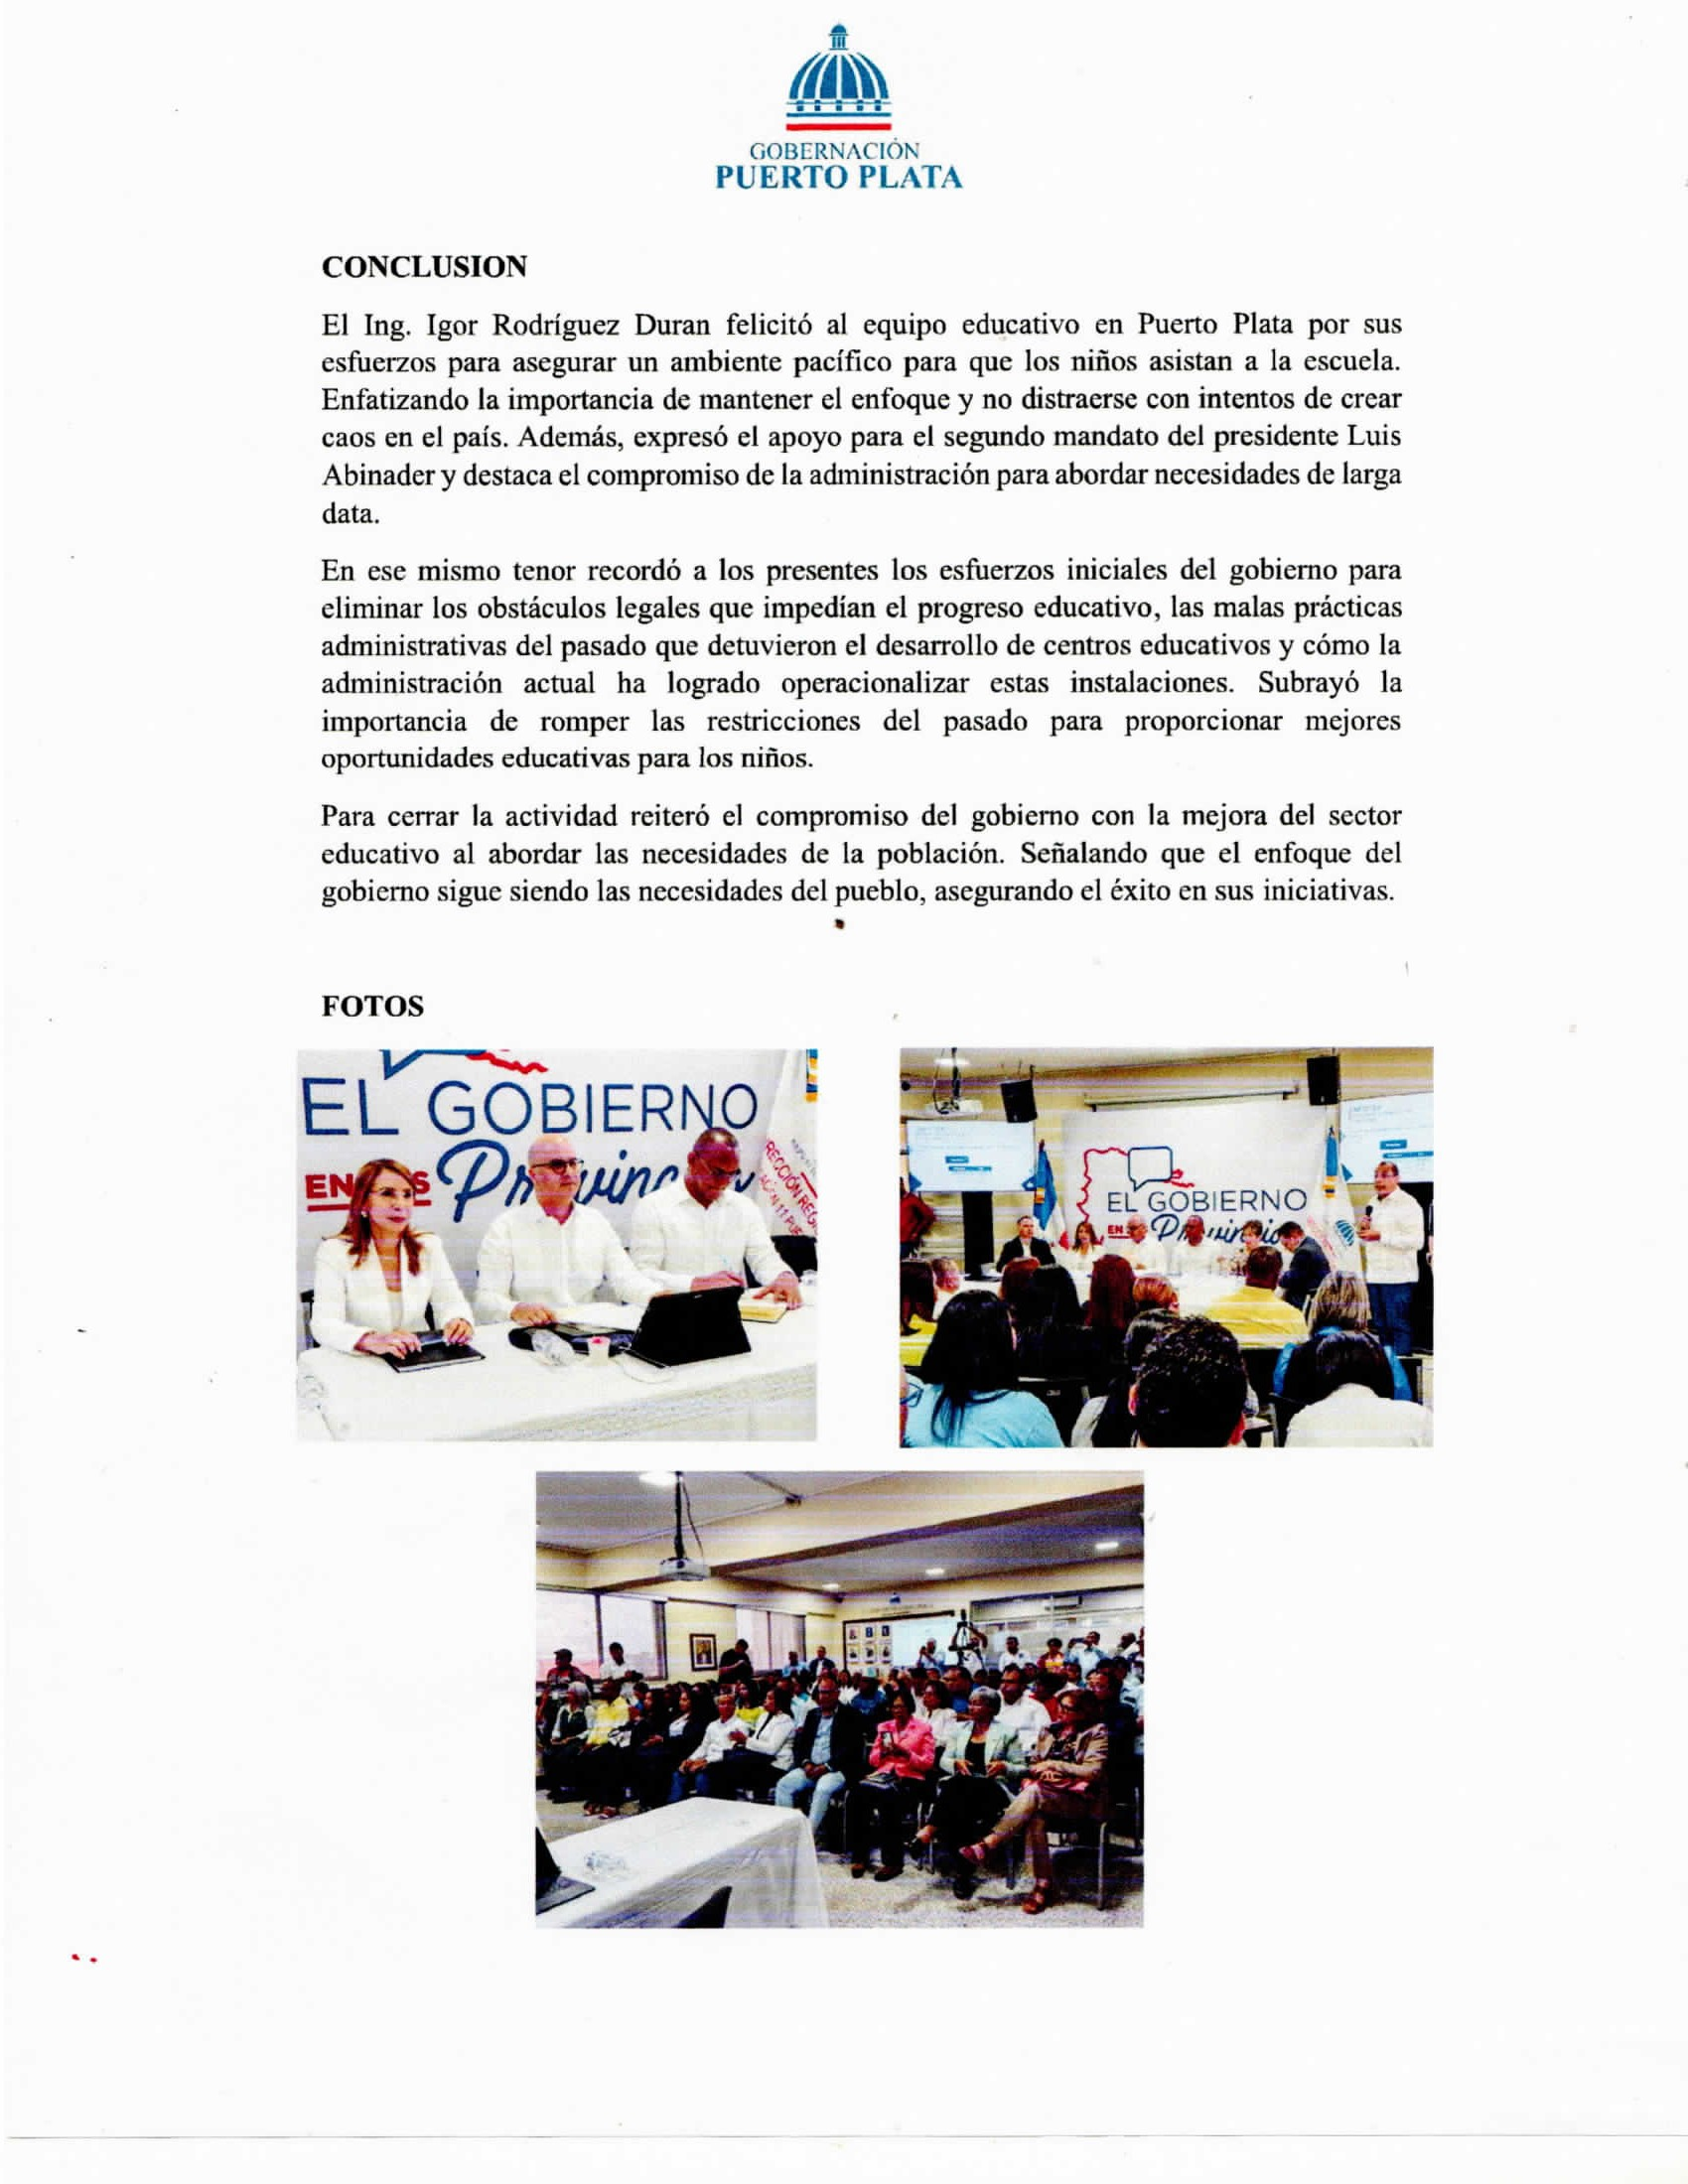 GOBERNACIÓN
PUERTO PLATA
CONCLUSION
El Ing. Igor Rodríguez Duran felicitó al equipo educativo en Puerto Plata por sus
esfuerzos para asegurar un ambiente pacífico para que los niños asistan a la escuela.
Enfatizando la importancia de mantener el enfoque y no distraerse con intentos de crear
caos en el país. Además, expresó el apoyo para el segundo mandato del presidente Luis
Abinader y destaca el compromiso de la administración para abordar necesidades de larga
data.
En ese mismo tenor recordó a los presentes los esfuerzos iniciales del gobierno para
eliminar los obstáculos legales que impedían el progreso educativo, las malas prácticas
administrativas del pasado que detuvieron el desarrollo de centros educativos y cómo la
administración actual ha logrado operacionalizar estas instalaciones. Subrayó la
importancia de romper las restricciones del pasado para proporcionar mejores
oportunidades educativas para los niños.
Para cerrar la actividad reiteró el compromiso del gobierno con la mejora del sector
educativo al abordar las necesidades de la población. Señalando que el enfoque del
gobierno sigue siendo las necesidades del pueblo, asegurando el éxito en sus iniciativas.
FOTOS
EL GOBIERNO
EN
EL GOBIERNO
EN